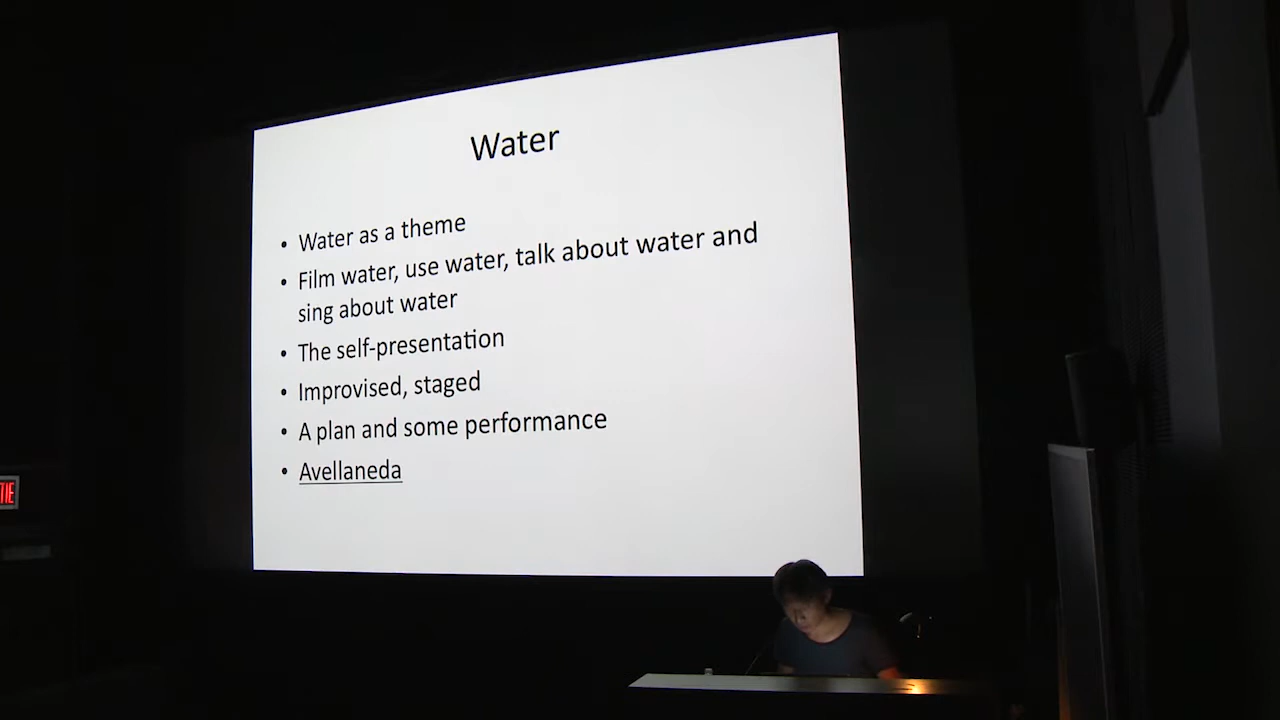 Water
• Water as a theme
• Film water, use water, talk about water and
sing about water
• The self-presentation
• Improvised, staged
• A plan and some performance
• Avellaneda
TIE